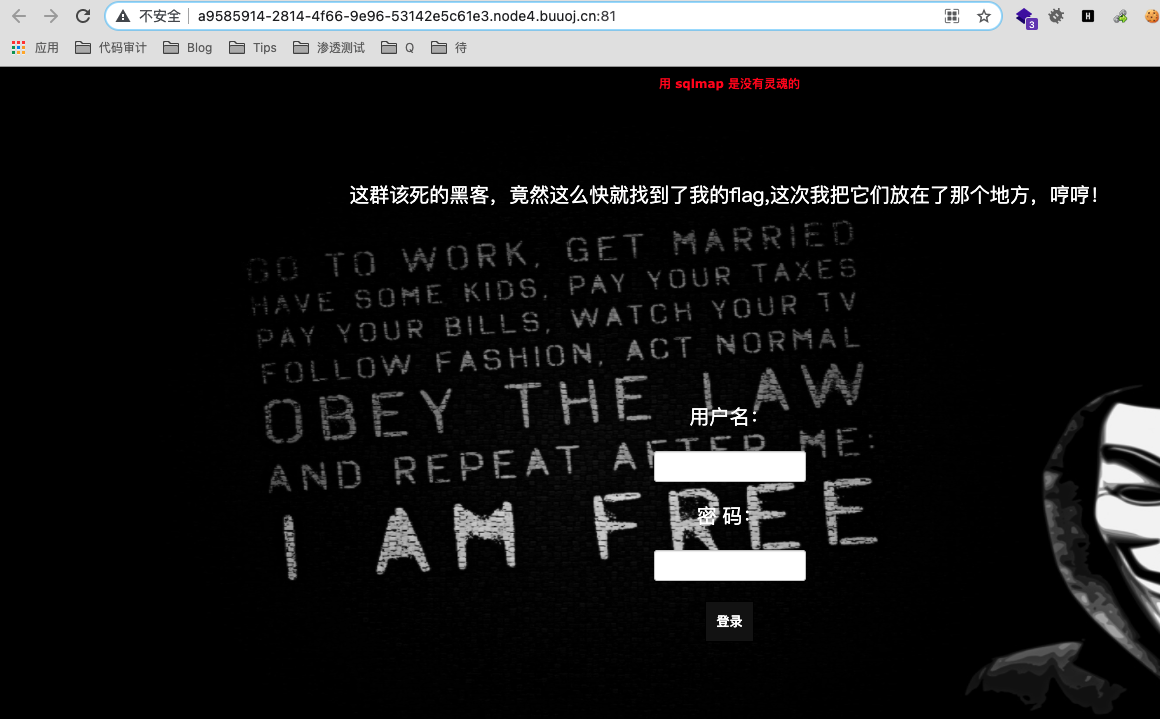 不安全 a9585914-2814-4f66-9e96-53142e5c61e3.node4.buuoj.cn:81
3
H
应用 代码审计 Blog Tips 渗透测试 Q 待
用 sqlmap 是没有灵魂的
这群该死的黑客，竟然这么快就找到了我的flag,这次我把它们放在了那个地方，哼哼！
GO TO WORK, GET MARRIED
HAVE SOME KIDS, PAY YOUR TAXES
PAY YOUR BILLS, WATCH YOUR TV
FOLLOW FASHION, ACT NORMAL
OBEY THE LAW
用户名：
AND REPEAT AFTER ME:
I AM FREE
密 码：
登录